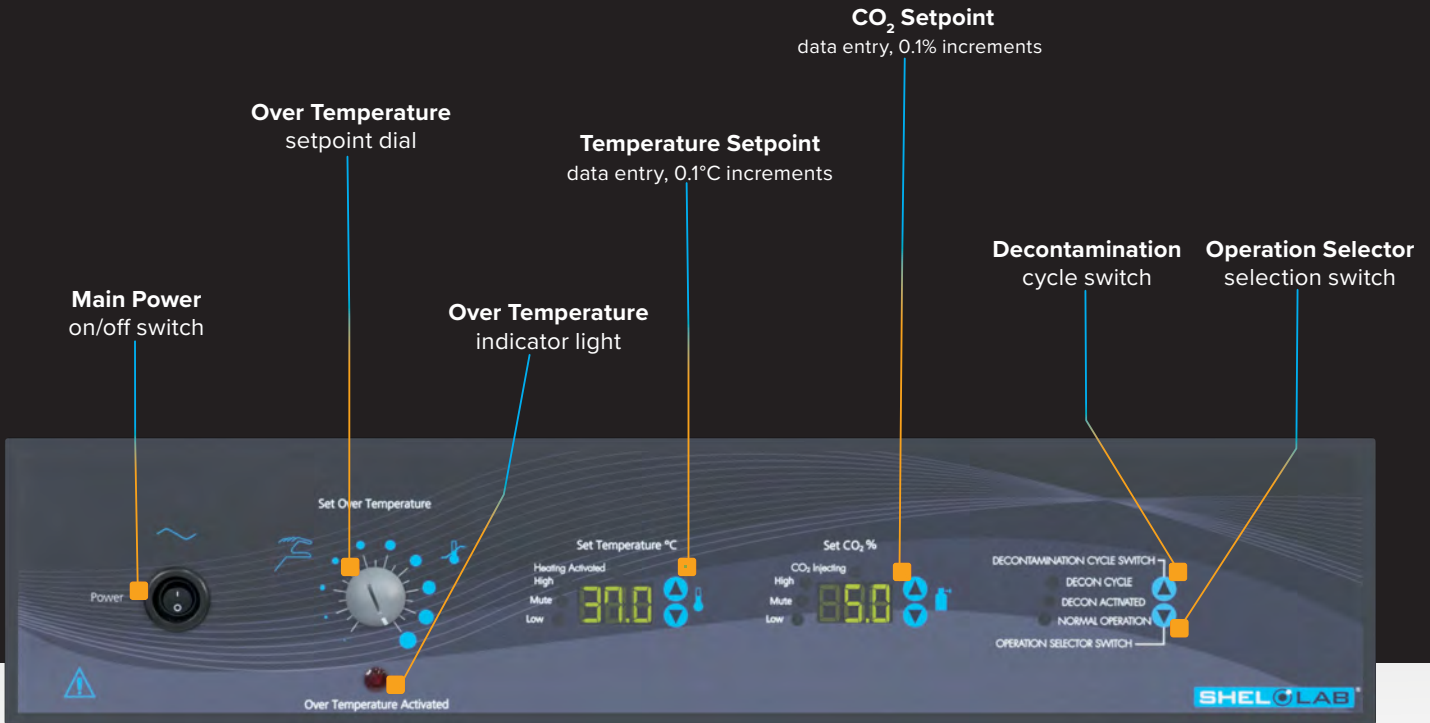 CO₂ Setpoint
data entry, 0.1% increments
Over Temperature
setpoint dial
Temperature Setpoint
data entry, 0.1°C increments
Decontamination
cycle switch
Operation Selector
selection switch
Main Power
on/off switch
Over Temperature
indicator light
Set Over Temperature
Power
I
O
Over Temperature Activated
Set Temperature °C
Heating Activated
High
Mute
Low
37.0
Set CO₂ %
CO₂ Injecting
High
Mute
Low
5.0
DECONTAMINATION CYCLE SWITCH
DECON CYCLE
DECON ACTIVATED
NORMAL OPERATION
OPERATION SELECTOR SWITCH
SHEL LAB